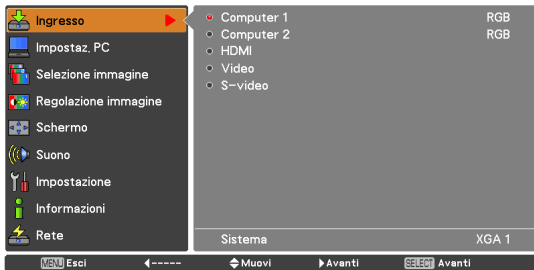 Ingresso
Impostaz. PC
Selezione immagine
Regolazione immagine
Schermo
Suono
Impostazione
Informazioni
Rete
Computer 1 RGB
Computer 2 RGB
HDMI
Video
S-video
Sistema XGA 1
MENU Esci ◀----- Muovi Avanti SELECT Avanti